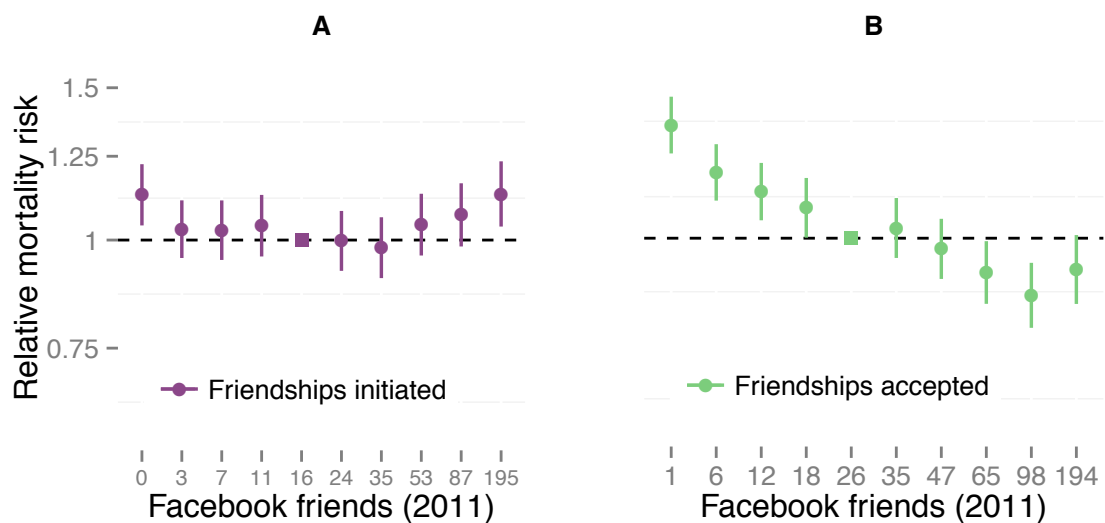 A
B
Relative mortality risk
1.5
1.25
1
0.75
Friendships initiated
Friendships accepted
0 3 7 11 16 24 35 53 87 195
1 6 12 18 26 35 47 65 98 194
Facebook friends (2011)
Facebook friends (2011)